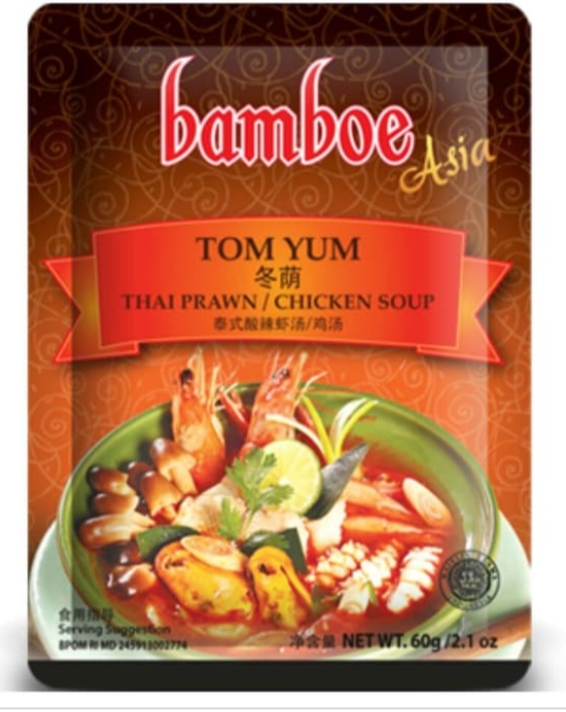 bamboe
Asia
TOM YUM
冬荫
THAI PRAWN / CHICKEN SOUP
泰式酸辣虾汤/鸡汤
食用指导
Serving Suggestion
BPOM RI MD 245913002774
净含量 NET WT. 60g /2.1 oz